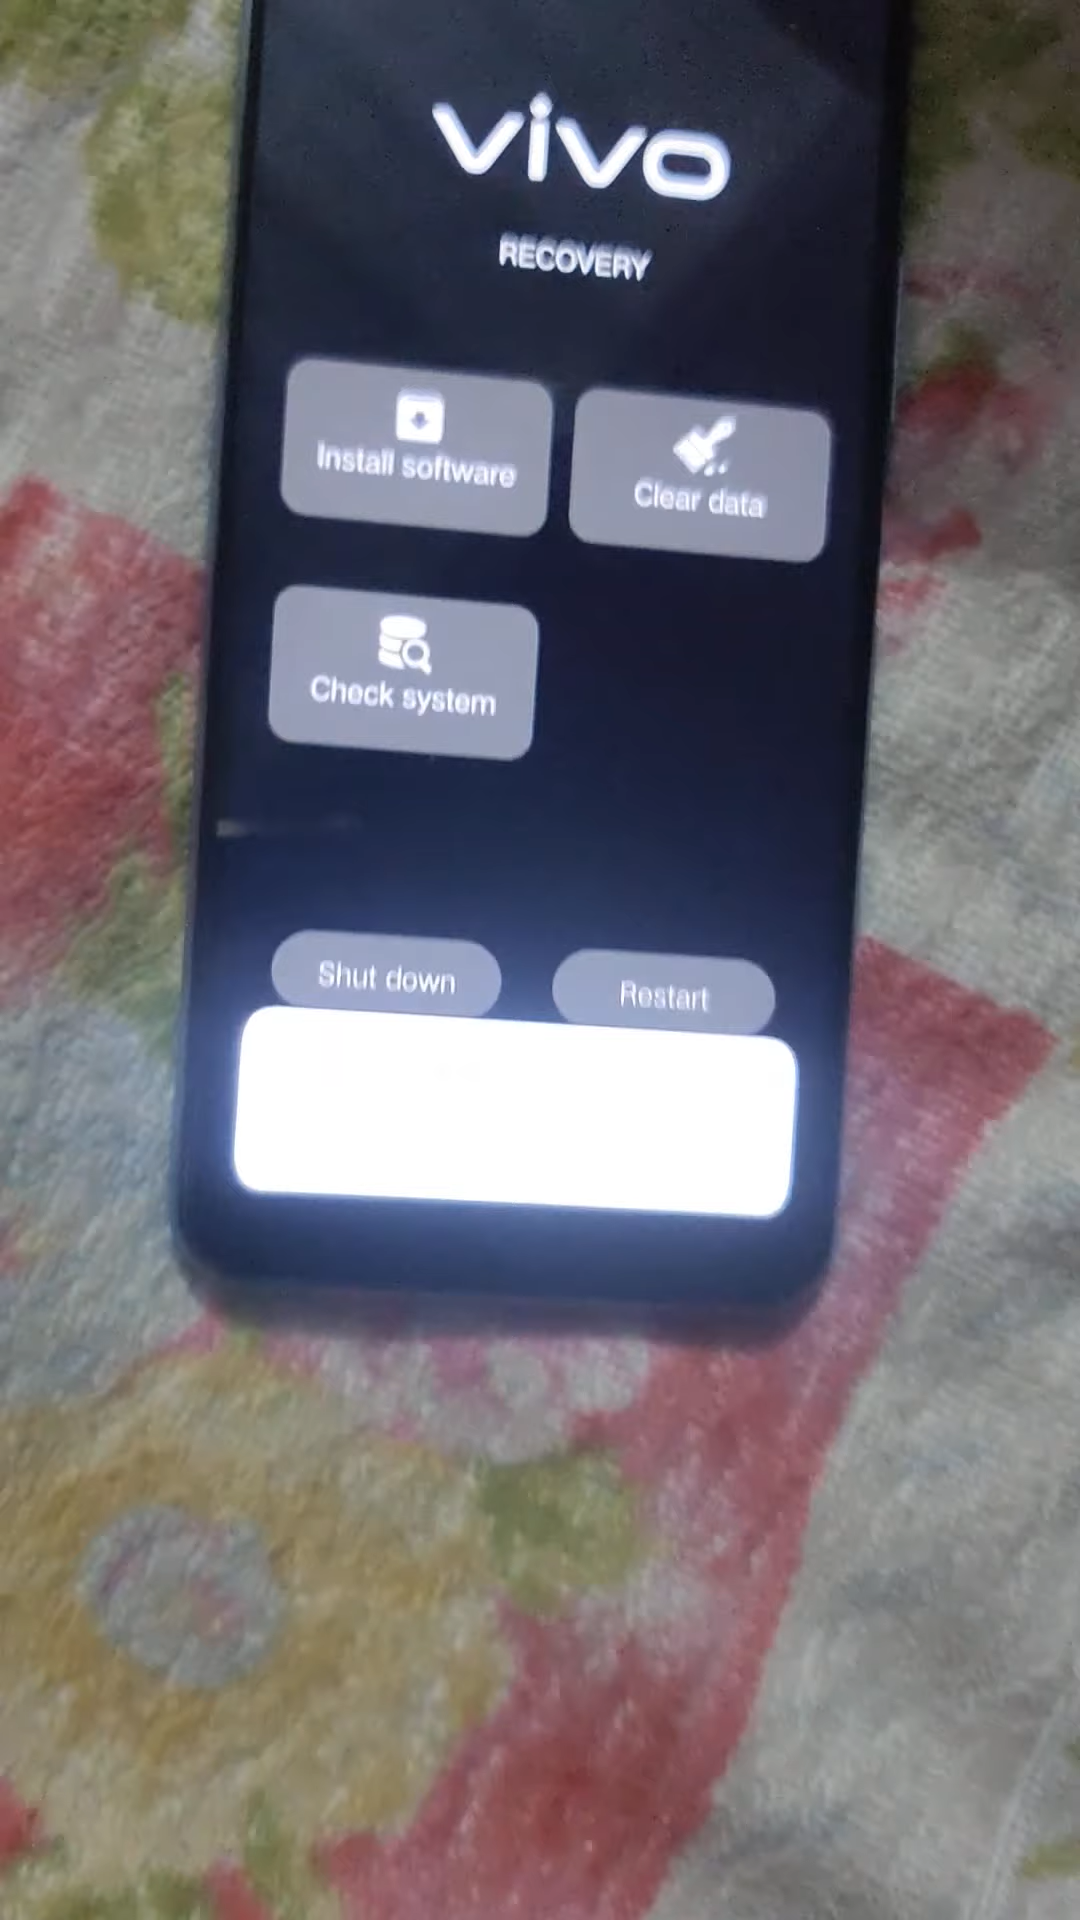 vivo
RECOVERY
Install software
Clear data
Check system
Shut down
Restart